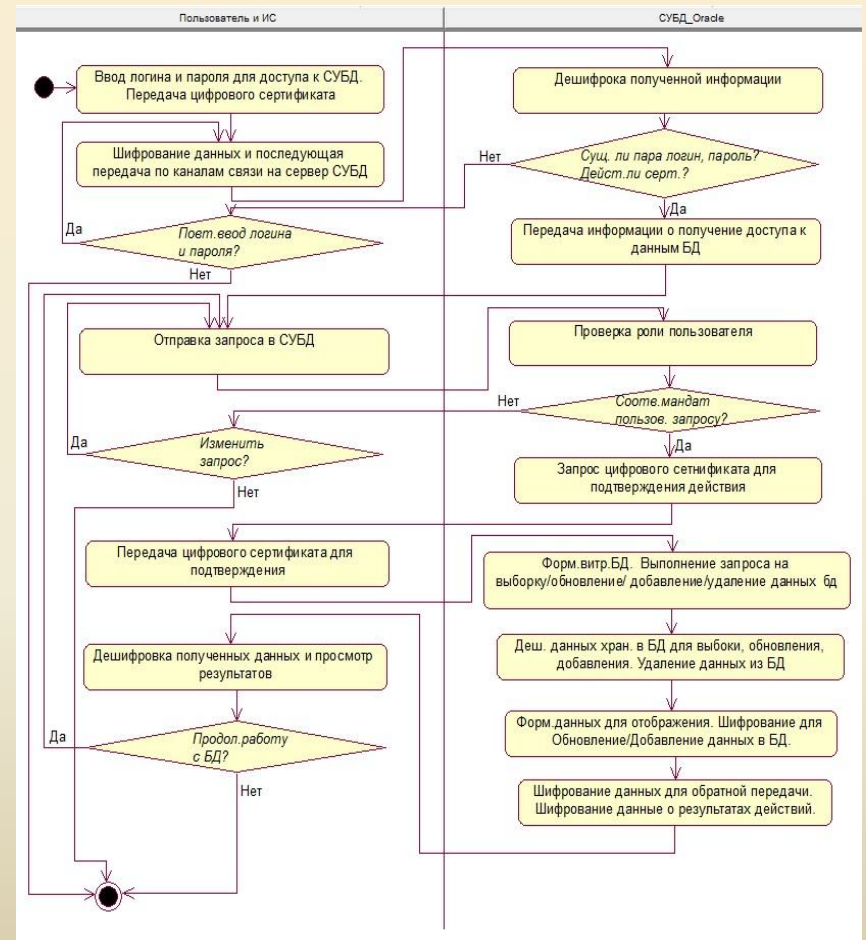 Пользователь и ИС
СУБД_Oracle
Ввод логина и пароля для доступа к СУБД.
Передача цифрового сертификата
Дешифрока полученной информации
Шифрование данных и последующая
передача по каналам связи на сервер СУБД
Нет
Сущ. ли пара логин, пароль?
Дейст.ли серт.?
Да
Да
Повт.ввод логина
и пароля?
Нет
Передача информации о получение доступа к
данным БД
Отправка запроса в СУБД
Проверка роли пользователя
Нет
Соотв.мандат
пользов. запросу?
Да
Да
Изменить
запрос?
Нет
Запрос цифрового сетнификата для
подтверждения действия
Передача цифрового сертификата для
подтверждения
Форм.витр.БД. Выполнение запроса на
выборку/обновление/ добавление/удаление данных бд
Дешифровка полученных данных и просмотр
результатов
Деш. данных хран. в БД для выбоки, обновления,
добавления. Удаление данных из БД
Да
Продол.работу
с БД?
Нет
Форм.данных для отображения. Шифрование для
Обновление/Добавление данных в БД.
Шифрование данных для обратной передачи.
Шифрование данные о результатах действий.